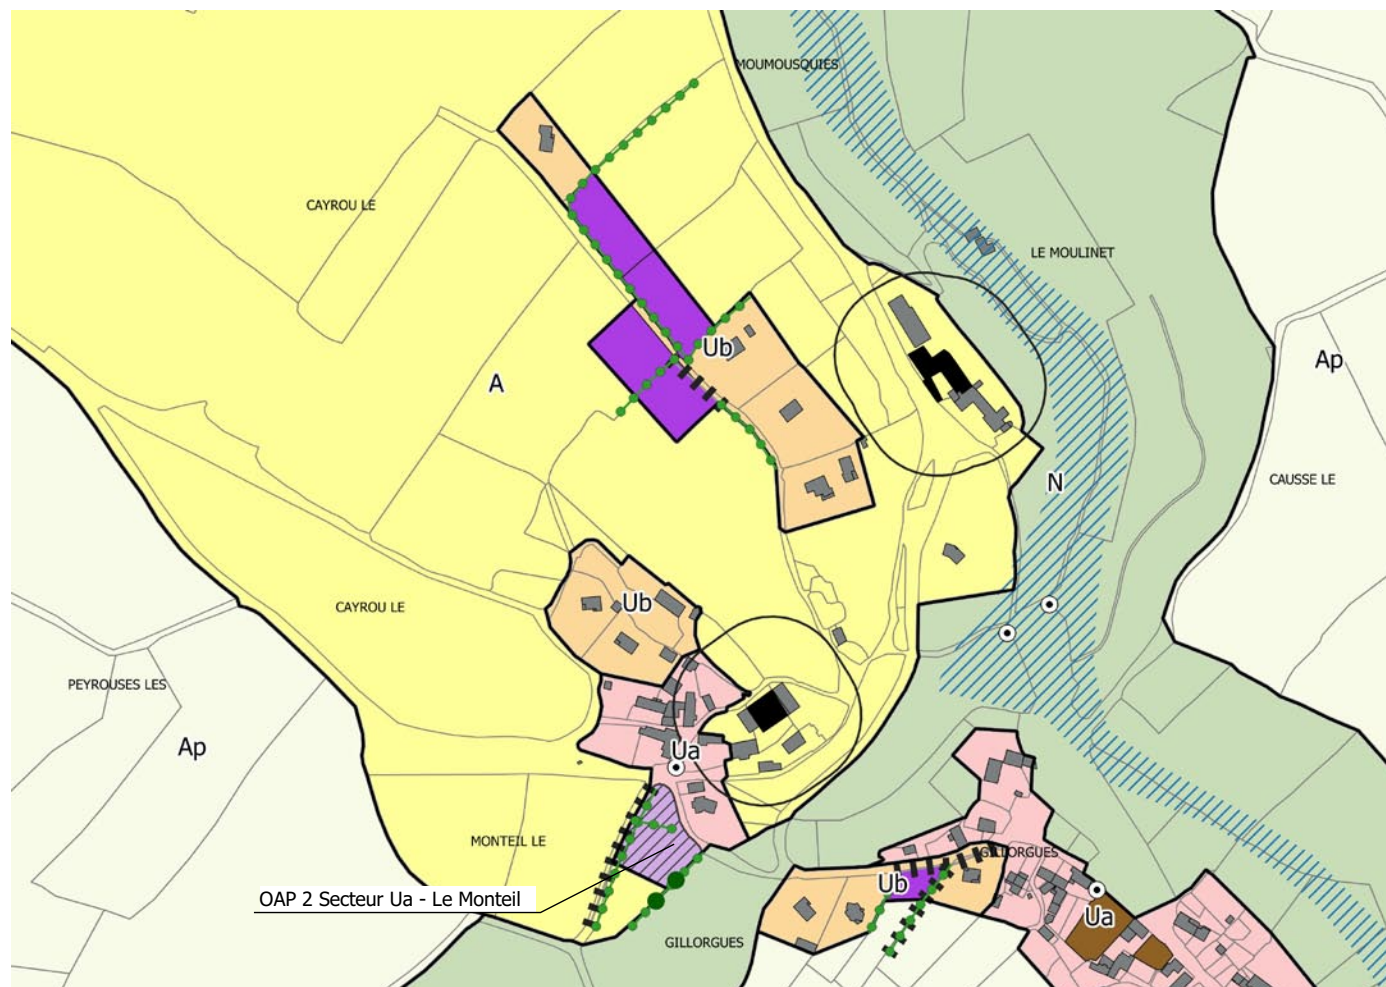 MOUMOUSQUIES
CAYROU LE
LE MOULINET
Ub
Ap
A
CAUSSE LE
N
Ub
CAYROU LE
PEYROUSES LES
Ap
Ua
MONTEIL LE
GILLORGUES
Ub
OAP 2 Secteur Ua - Le Monteil
Ua
GILLORGUES